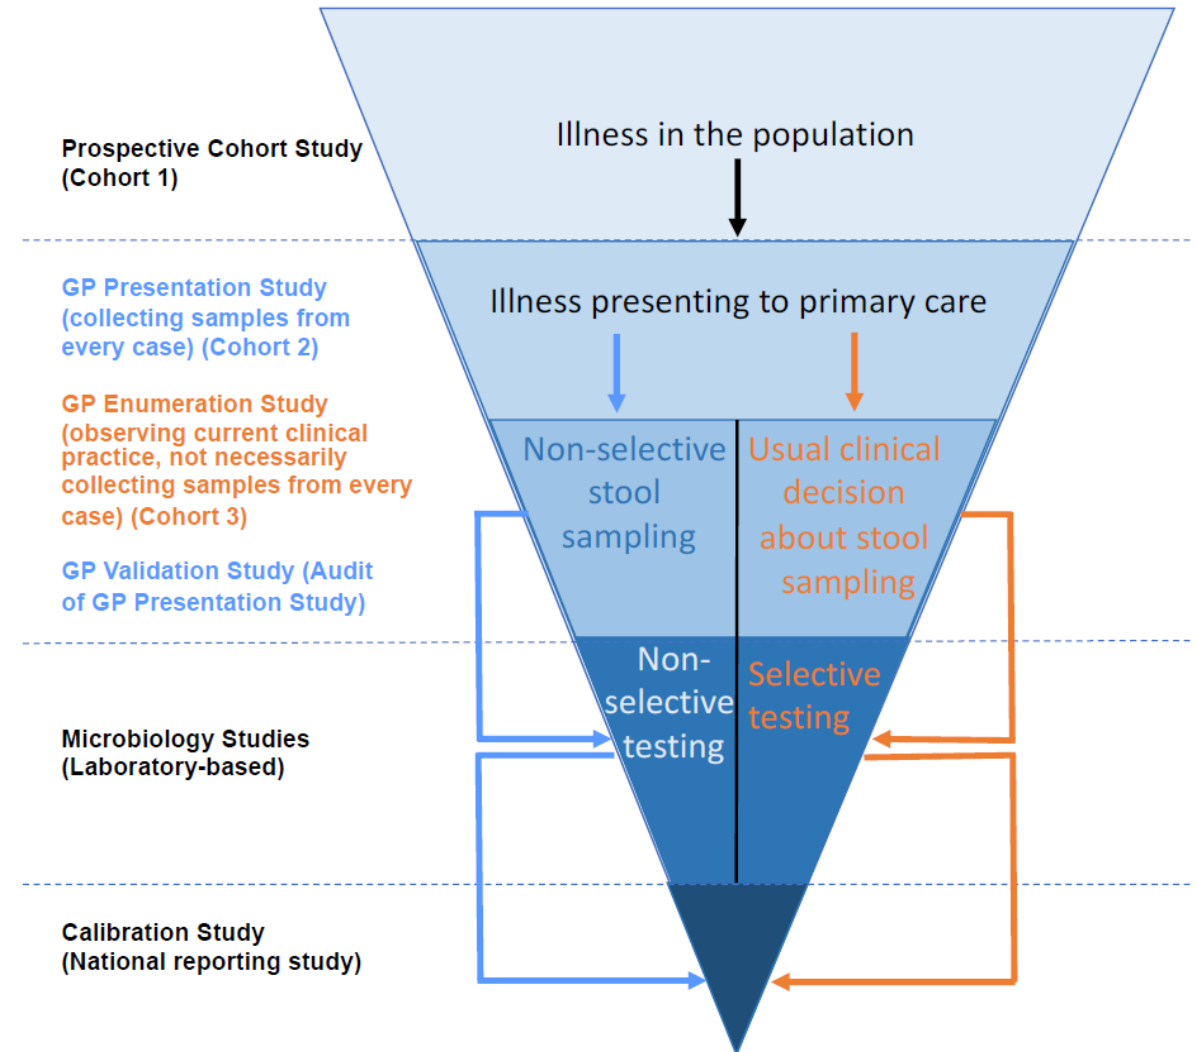 Prospective Cohort Study
(Cohort 1)
Illness in the population
GP Presentation Study
(collecting samples from
every case) (Cohort 2)
Illness presenting to primary care
GP Enumeration Study
(observing current clinical
practice, not necessarily
collecting samples from every
case) (Cohort 3)
GP Validation Study (Audit
of GP Presentation Study)
Non-selective
stool
sampling
Usual clinical
decision
about stool
sampling
Microbiology Studies
(Laboratory-based)
Non-
selective
testing
Selective
testing
Calibration Study
(National reporting study)